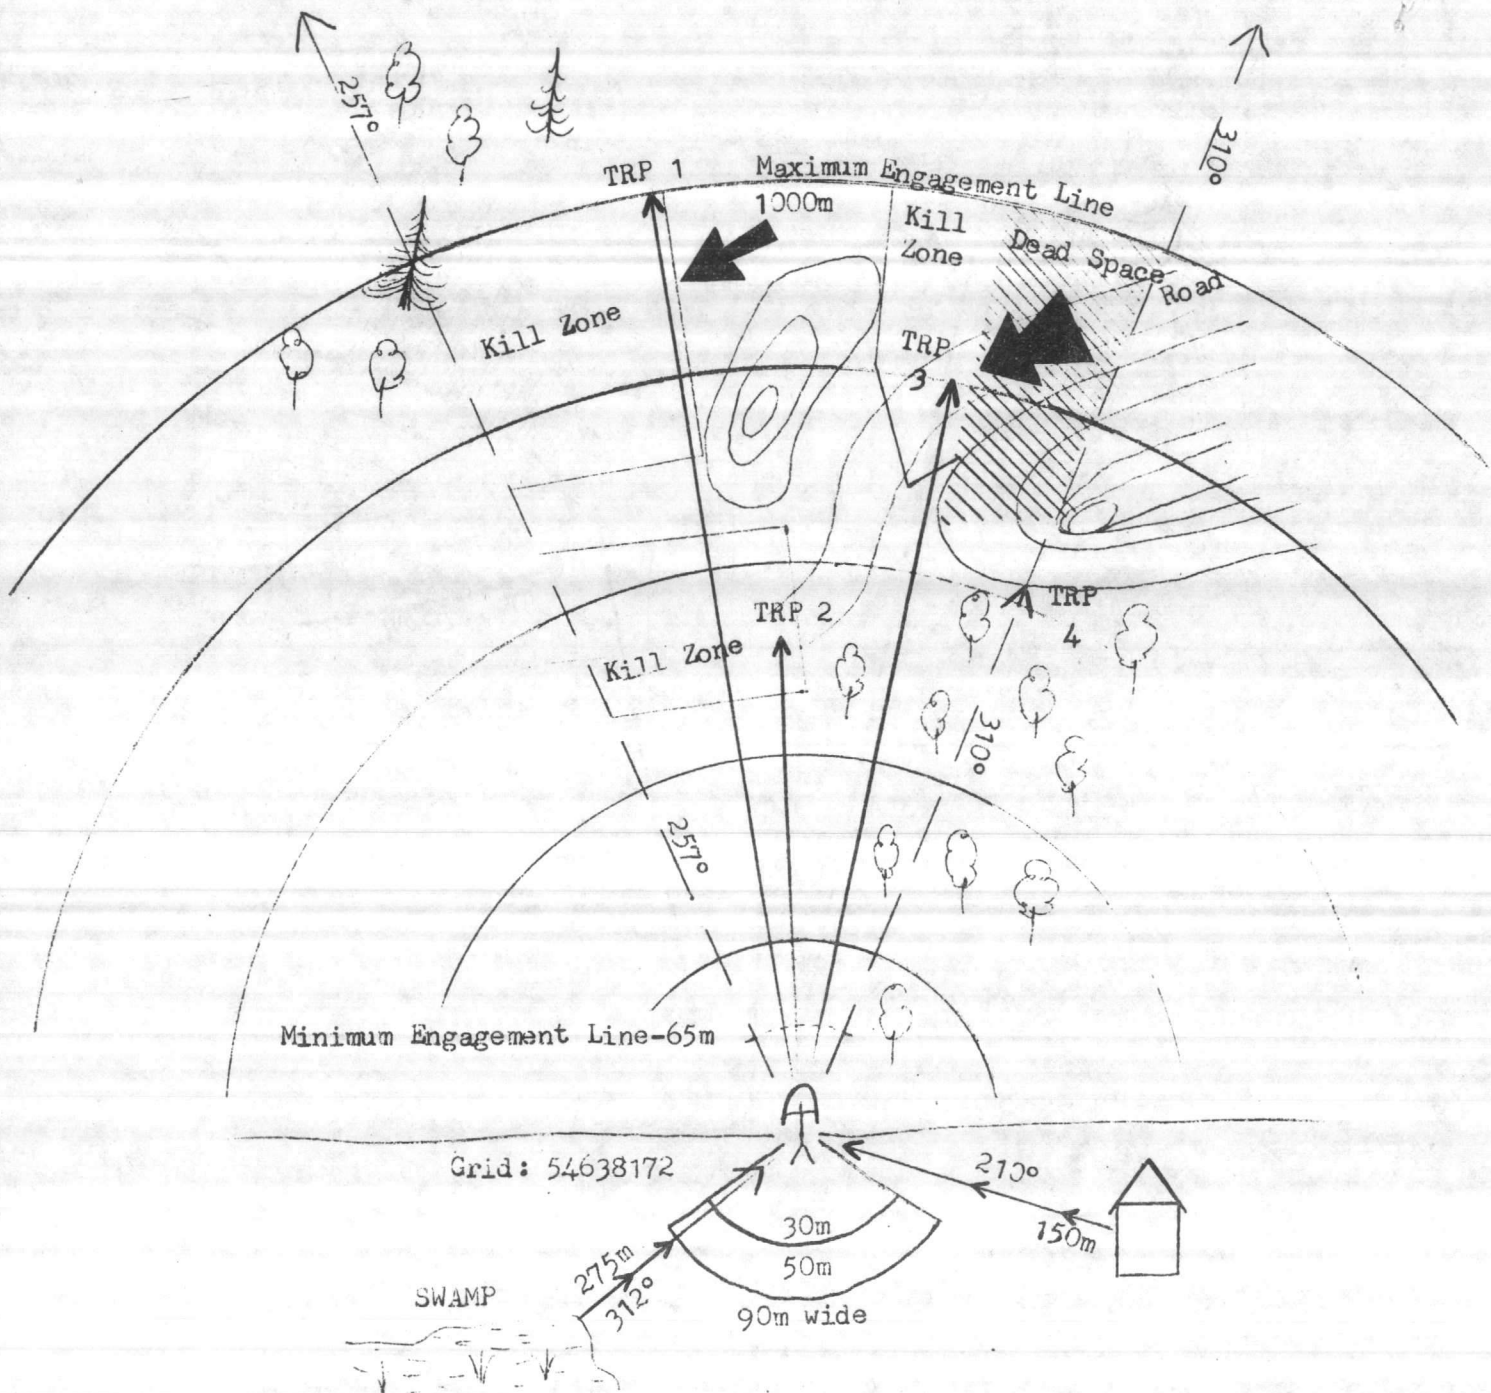 257°
310°
TRP 1
Maximum Engagement Line
1000m
Kill
Zone
Dead Space
Road
Kill Zone
TRP
3
TRP 2
TRP
4
Kill Zone
310°
257°
Minimum Engagement Line-65m
Grid: 54638172
210°
150m
30m
50m
90m wide
275m
312°
SWAMP